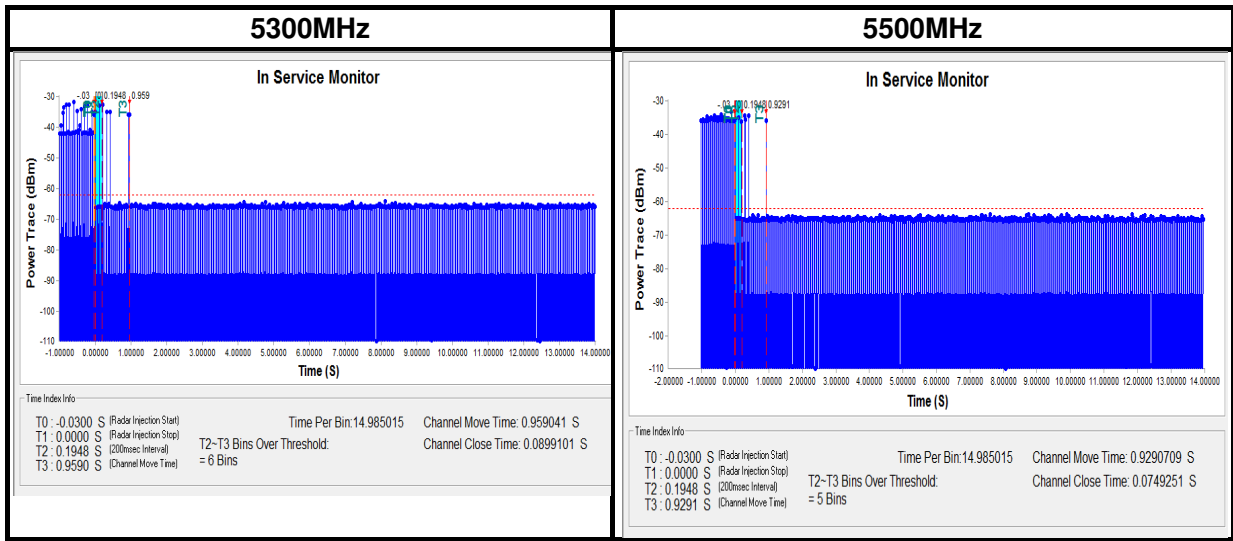 5300MHz
5500MHz
In Service Monitor
-.03
0.1948
0.959
T3
-30
-40
-50
-60
-70
-80
-90
-100
-110
Power Trace (dBm)
-1.00000 0.00000 1.00000 2.00000 3.00000 4.00000 5.00000 6.00000 7.00000 8.00000 9.00000 10.00000 11.00000 12.00000 13.00000 14.00000
Time (S)
Time Index Info
T0 : -0.0300 S (Radar Injection Start)
T1 : 0.0000 S (Radar Injection Stop)
T2 : 0.1948 S (200msec Interval)
T3 : 0.9590 S (Channel Move Time)
Time Per Bin:14.985015
T2~T3 Bins Over Threshold:
= 6 Bins
Channel Move Time: 0.959041 S
Channel Close Time: 0.0899101 S
In Service Monitor
-.03
0.1948
0.9291
T3
-30
-40
-50
-60
-70
-80
-90
-100
-110
Power Trace (dBm)
-2.00000 -1.00000 0.00000 1.00000 2.00000 3.00000 4.00000 5.00000 6.00000 7.00000 8.00000 9.00000 10.00000 11.00000 12.00000 13.00000 14.00000
Time (S)
Time Index Info
T0 : -0.0300 S (Radar Injection Start)
T1 : 0.0000 S (Radar Injection Stop)
T2 : 0.1948 S (200msec Interval)
T3 : 0.9291 S (Channel Move Time)
Time Per Bin:14.985015
T2~T3 Bins Over Threshold:
= 5 Bins
Channel Move Time: 0.9290709 S
Channel Close Time: 0.0749251 S